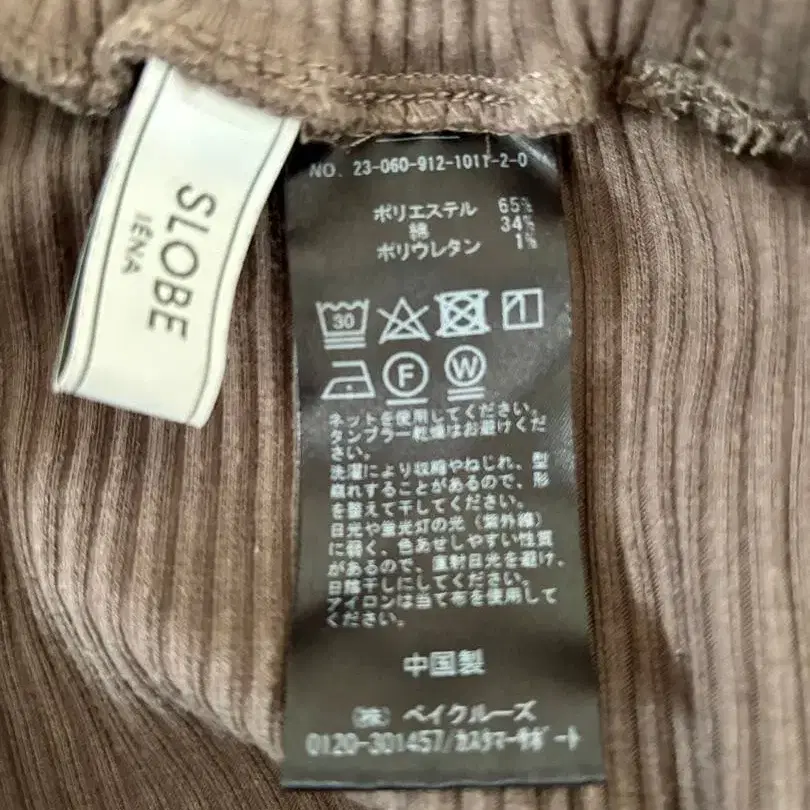 SLOBE
IÉNA
NO. 23-060-912-1011-2-0
ポリエステル 65%
綿 34%
ポリウレタン 1%
30
F
W
ネットを使用してください。
タンブラー乾燥はお避けくだ
さい。
洗濯により収縮やねじれ、型
崩れすることがあるので、形
を整えて干してください。
日光や蛍光灯の光（紫外線）
に弱く、色あせしやすい性質
があるので、直射日光を避け、
日陰干しにしてください。
アイロンは当て布を使用して
ください。
中国製
（株）ベイクルーズ
0120-301457/カスタマーサポート